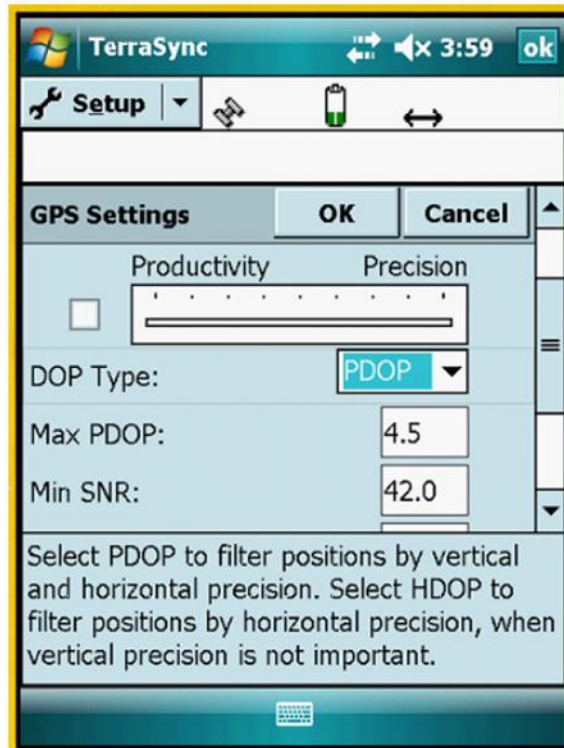 TerraSync 3:59 ok
Setup
GPS Settings OK Cancel
Productivity Precision
DOP Type: PDOP
Max PDOP: 4.5
Min SNR: 42.0
Select PDOP to filter positions by vertical
and horizontal precision. Select HDOP to
filter positions by horizontal precision, when
vertical precision is not important.